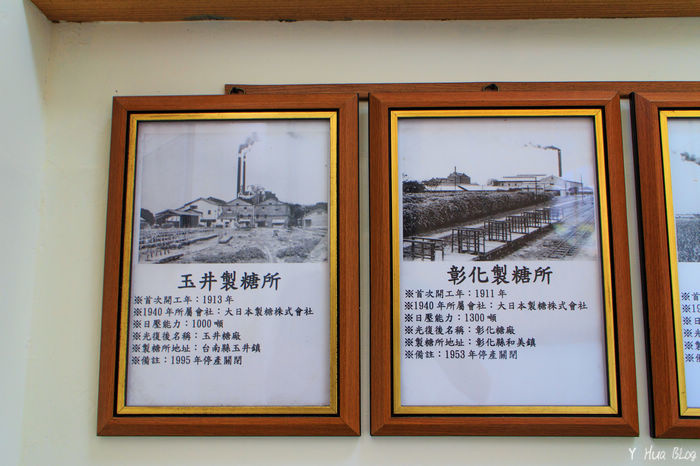 玉井製糖所
※首次開工年：1913年
※1940年所屬會社：大日本製糖株式會社
※日壓能力：1000噸
※光復後名稱：玉井糖廠
※製糖所地址：台南縣玉井鎮
※備註：1995年停產關閉
彰化製糖所
※首次開工年：1911年
※1940年所屬會社：大日本製糖株式會社
※日壓能力：1300噸
※光復後名稱：彰化糖廠
※製糖所地址：彰化縣和美鎮
※備註：1953年停產關閉
Y Hua Blog